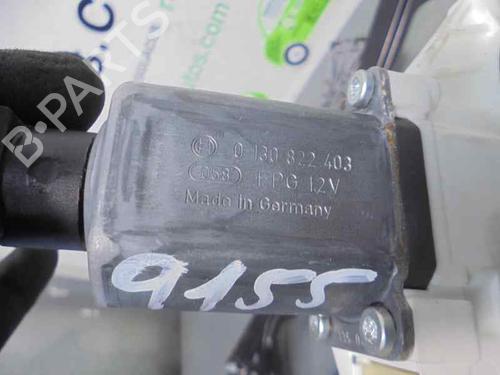 B-PARTS
0 130 822 403
058 FPG 12V
Made in Germany
9155